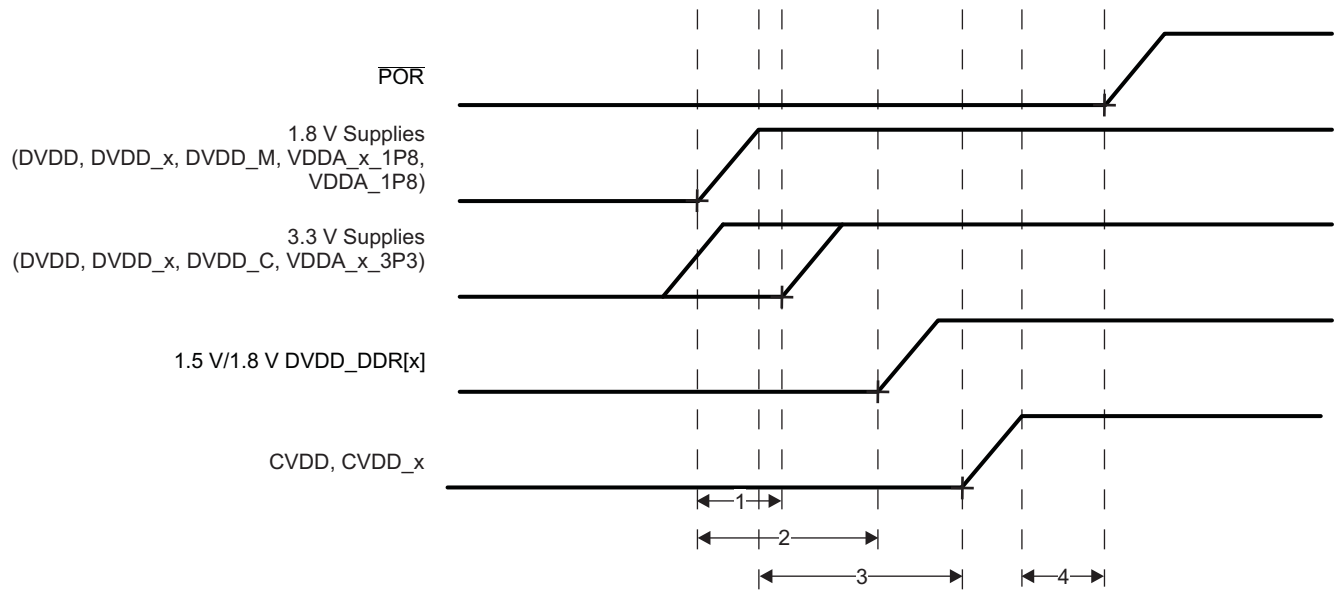 POR
1.8 V Supplies
(DVDD, DVDD_x, DVDD_M, VDDA_x_1P8,
VDDA_1P8)
3.3 V Supplies
(DVDD, DVDD_x, DVDD_C, VDDA_x_3P3)
1.5 V/1.8 V DVDD_DDR[x]
CVDD, CVDD_x
1
2
3
4